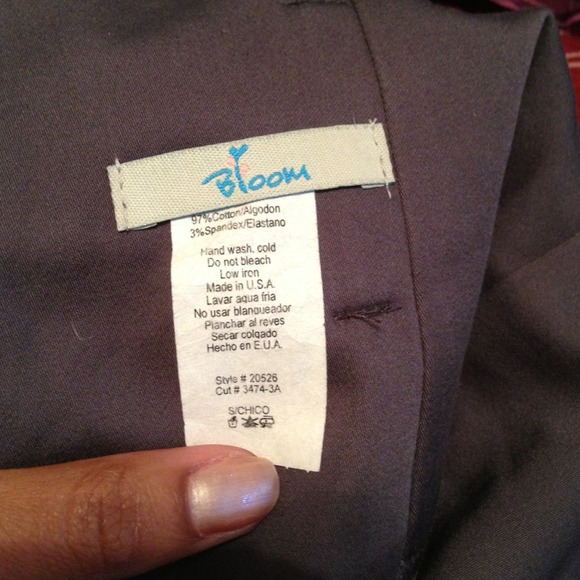 Bloom
97%Cotton/Algodon
3%Spandex/Elastano
Hand wash, cold
Do not bleach
Low iron
Made in U.S.A.
Lavar aqua fria
No usar blanqueador
Planchar al reves
Secar colgado
Hecho en E.U.A.
Style # 20526
Cut # 3474-3A
S/CHICO